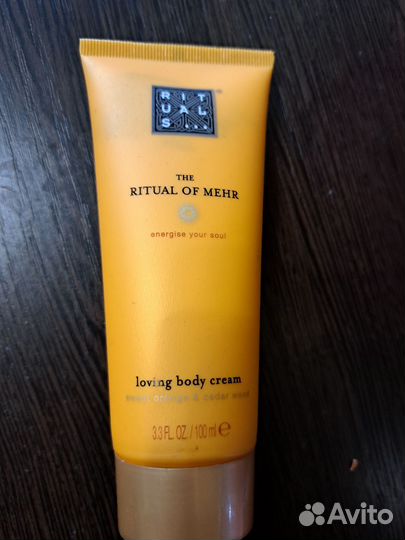 RIT
UAL
S...
THE
RITUAL OF MEHR
energise your soul
loving body cream
sweet orange & cedar wood
3.3 FL. OZ. / 100 ml e
Avito